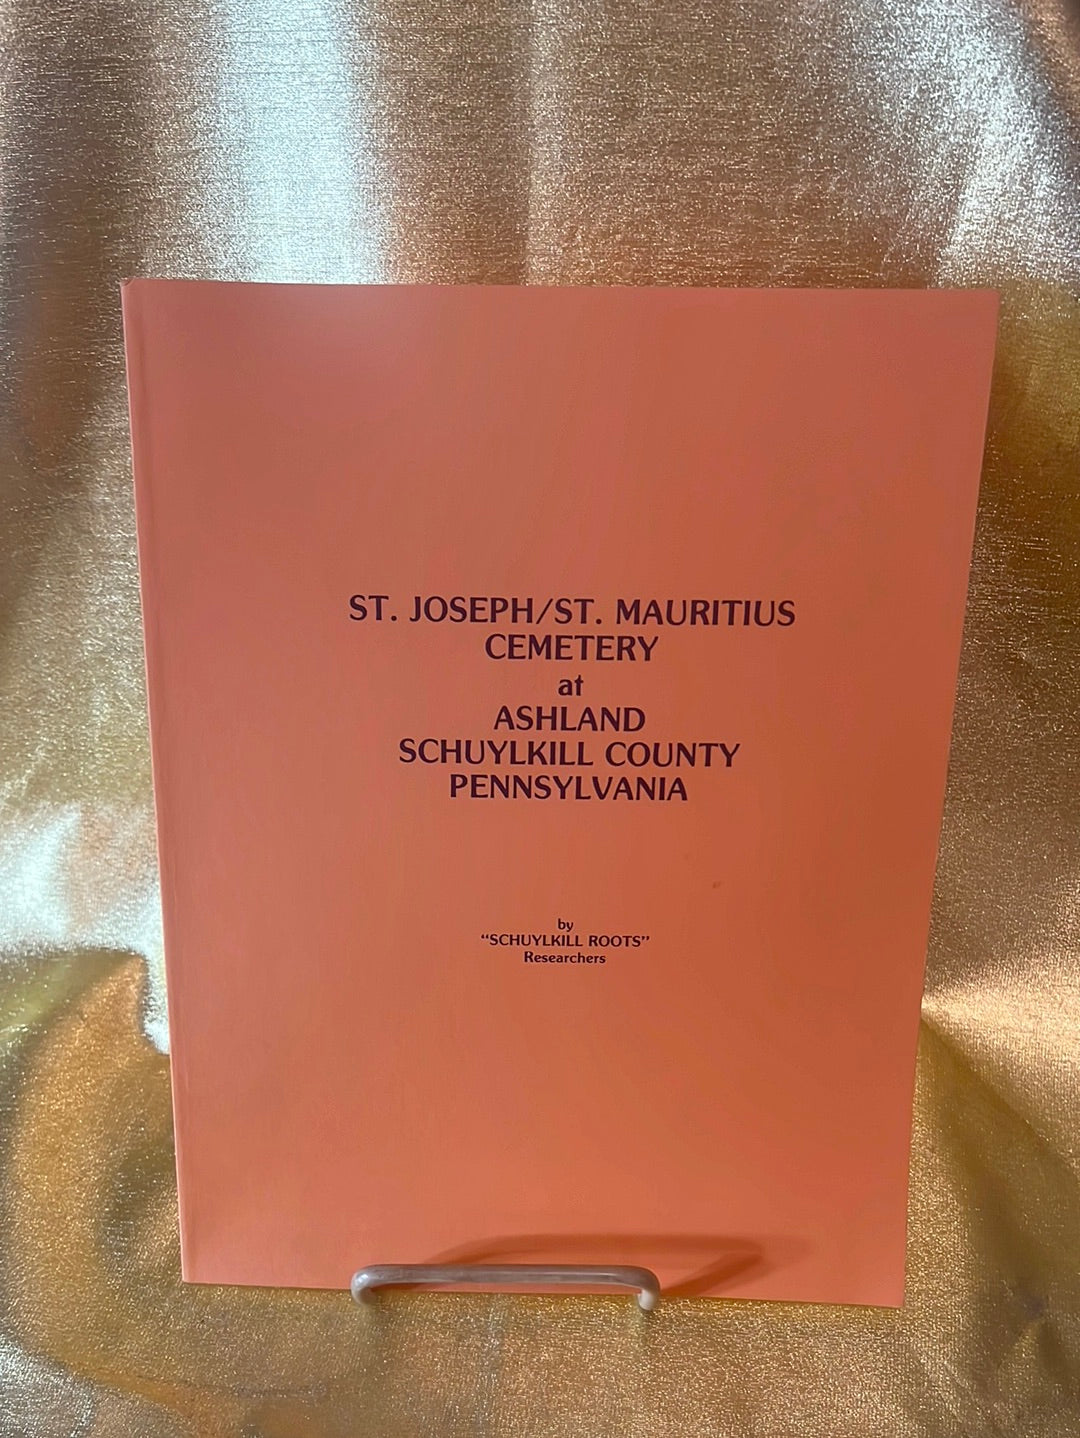 ST. JOSEPH/ST. MAURITIUS
CEMETERY
at
ASHLAND
SCHUYLKILL COUNTY
PENNSYLVANIA
by
“SCHUYLKILL ROOTS”
Researchers